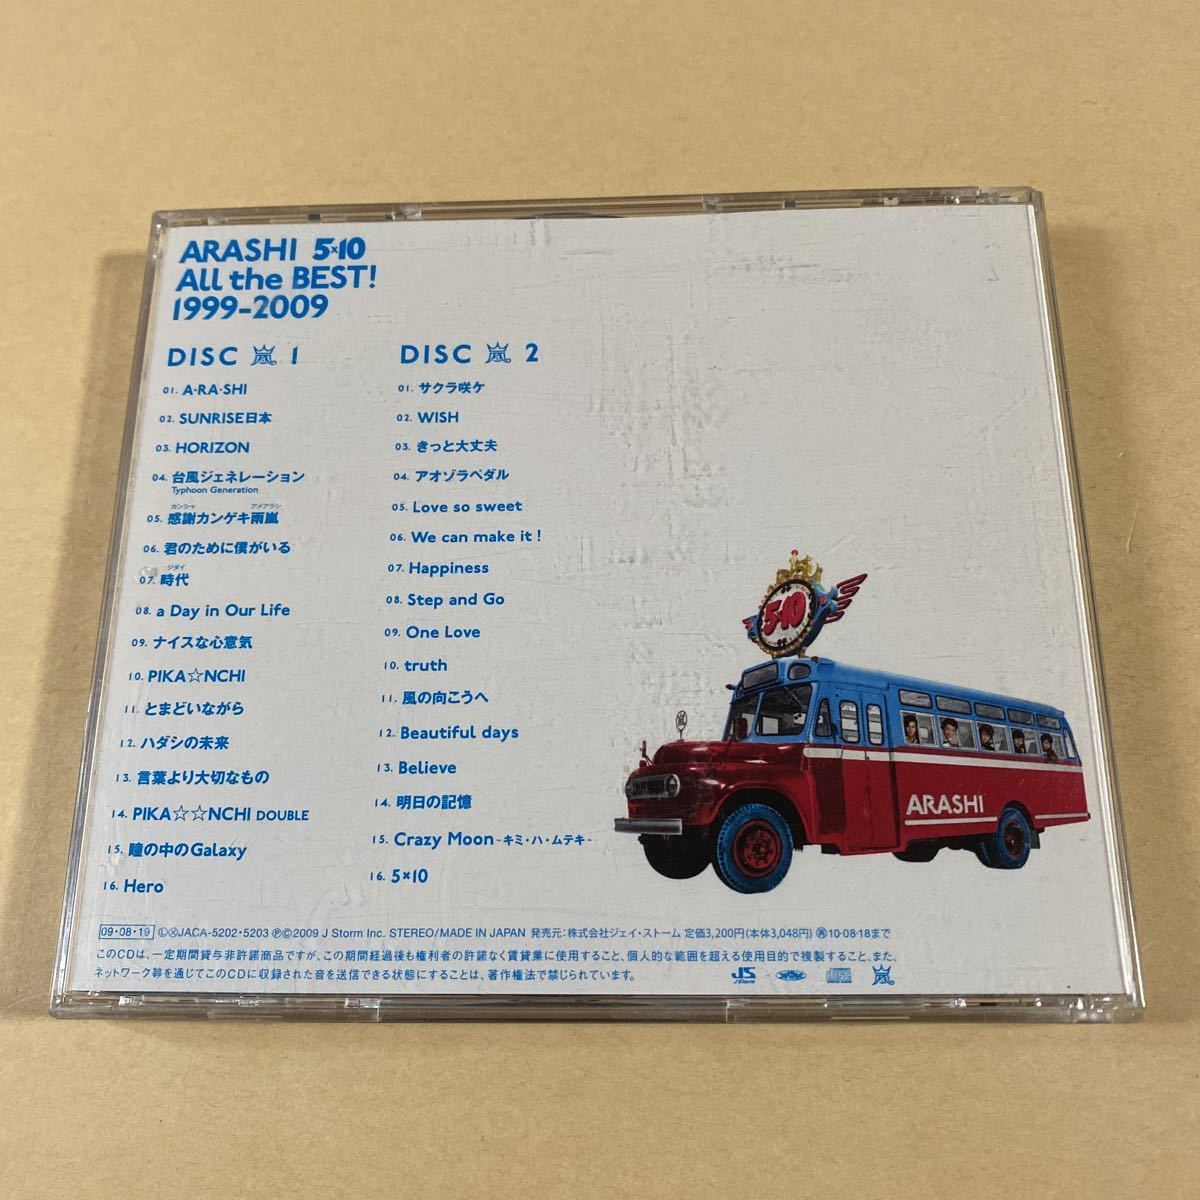 ARASHI 5×10
All the BEST!
1999-2009
DISC 嵐 1
01. A・RA・SHI
02. SUNRISE日本
03. HORIZON
04. 台風ジェネレーション
Typhoon Generation
カンシャ アメアラシ
05. 感謝カンゲキ雨嵐
06. 君のために僕がいる
ジダイ
07. 時代
08. a Day in Our Life
09. ナイスな心意気
10. PIKA☆NCHI
11. とまどいながら
12. ハダシの未来
13. 言葉より大切なもの
14. PIKA☆☆NCHI DOUBLE
15. 瞳の中のGalaxy
16. Hero
DISC 嵐 2
01. サクラ咲ケ
02. WISH
03. きっと大丈夫
04. アオゾラペダル
05. Love so sweet
06. We can make it!
07. Happiness
08. Step and Go
09. One Love
10. truth
11. 風の向こうへ
12. Beautiful days
13. Believe
14. 明日の記憶
15. Crazy Moon -キミ・ハ・ムテキ-
16. 5×10
5×10
嵐
ARASHI
09・08・19 ⓁⓍJACA-5202・5203 ⓅⒸ2009 J Storm Inc. STEREO/MADE IN JAPAN 発売元:株式会社ジェイ・ストーム 定価3,200円(本体3,048円) Ⓡ10・08・18まで
このCDは、一定期間貸与非許諾商品ですが、この期間経過後も権利者の許諾なく賃貸業に使用すること、個人的な範囲を超える使用目的で複製すること、また、
ネットワーク等を通じてこのCDに収録された音を送信できる状態にすることは、著作権法で禁じられています。
JS
J Storm
嵐